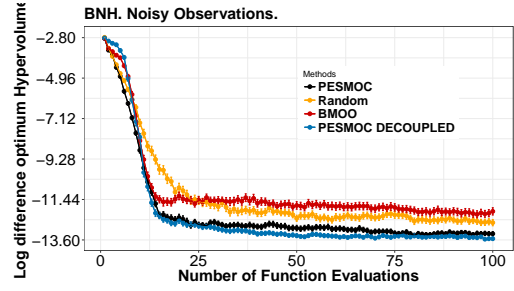 BNH. Noisy Observations.
Log difference optimum Hypervolume
−2.80
−4.96
−7.12
−9.28
−11.44
−13.60
Methods
PESMOC
Random
BMOO
PESMOC DECOUPLED
0
25
50
75
100
Number of Function Evaluations